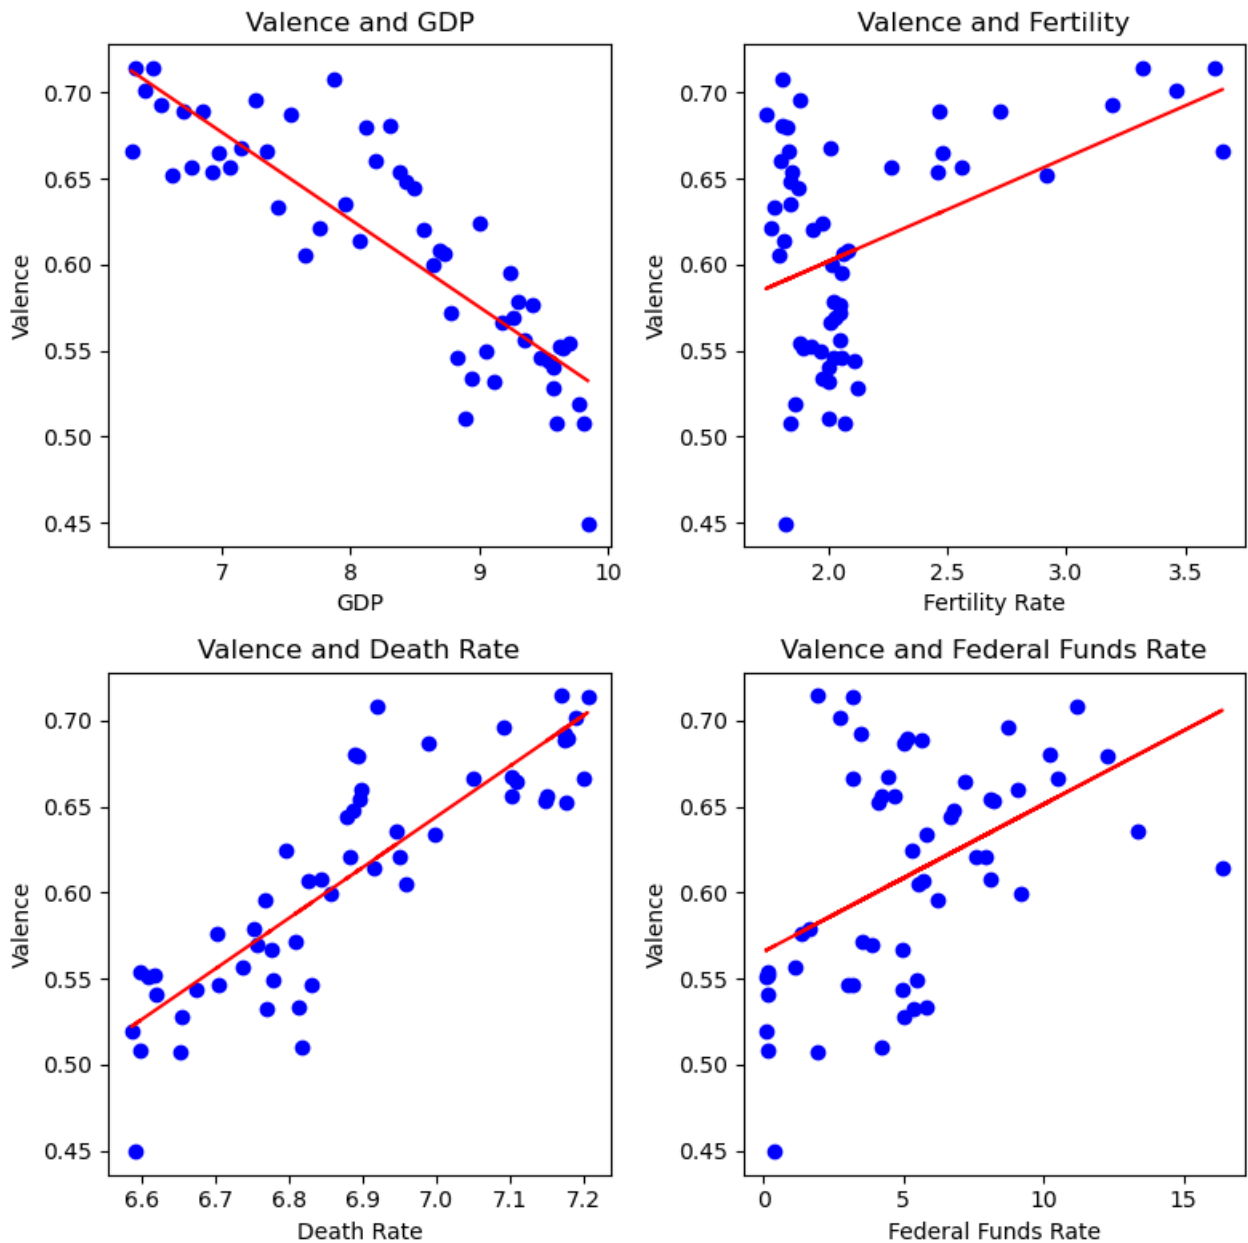 Valence and GDP
Valence
0.70
0.65
0.60
0.55
0.50
0.45
7 8 9 10
GDP
Valence and Fertility
Valence
0.70
0.65
0.60
0.55
0.50
0.45
2.0 2.5 3.0 3.5
Fertility Rate
Valence and Death Rate
Valence
0.70
0.65
0.60
0.55
0.50
0.45
6.6 6.7 6.8 6.9 7.0 7.1 7.2
Death Rate
Valence and Federal Funds Rate
Valence
0.70
0.65
0.60
0.55
0.50
0.45
0 5 10 15
Federal Funds Rate